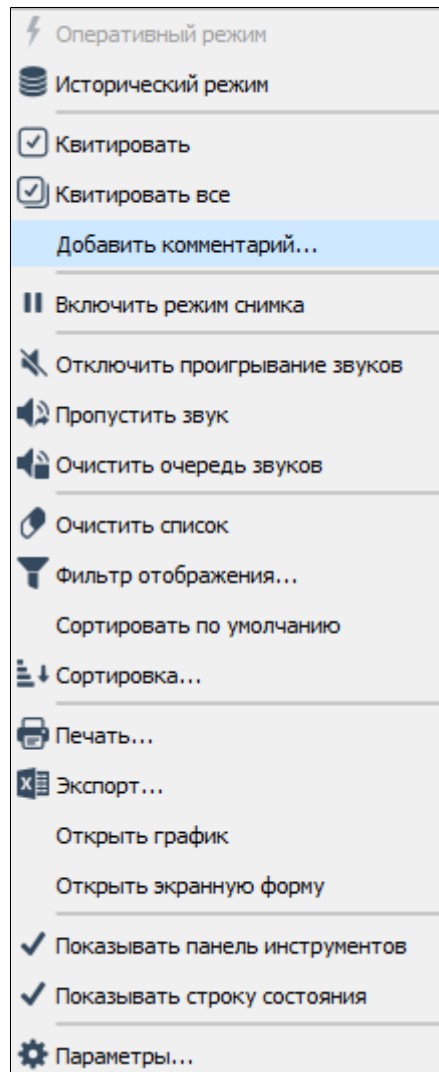 Оперативный режим
Исторический режим
Квитировать
Квитировать все
Добавить комментарий...
Включить режим снимка
Отключить проигрывание звуков
Пропустить звук
Очистить очередь звуков
Очистить список
Фильтр отображения...
Сортировать по умолчанию
Сортировка...
Печать...
Экспорт...
Открыть график
Открыть экранную форму
Показывать панель инструментов
Показывать строку состояния
Параметры...